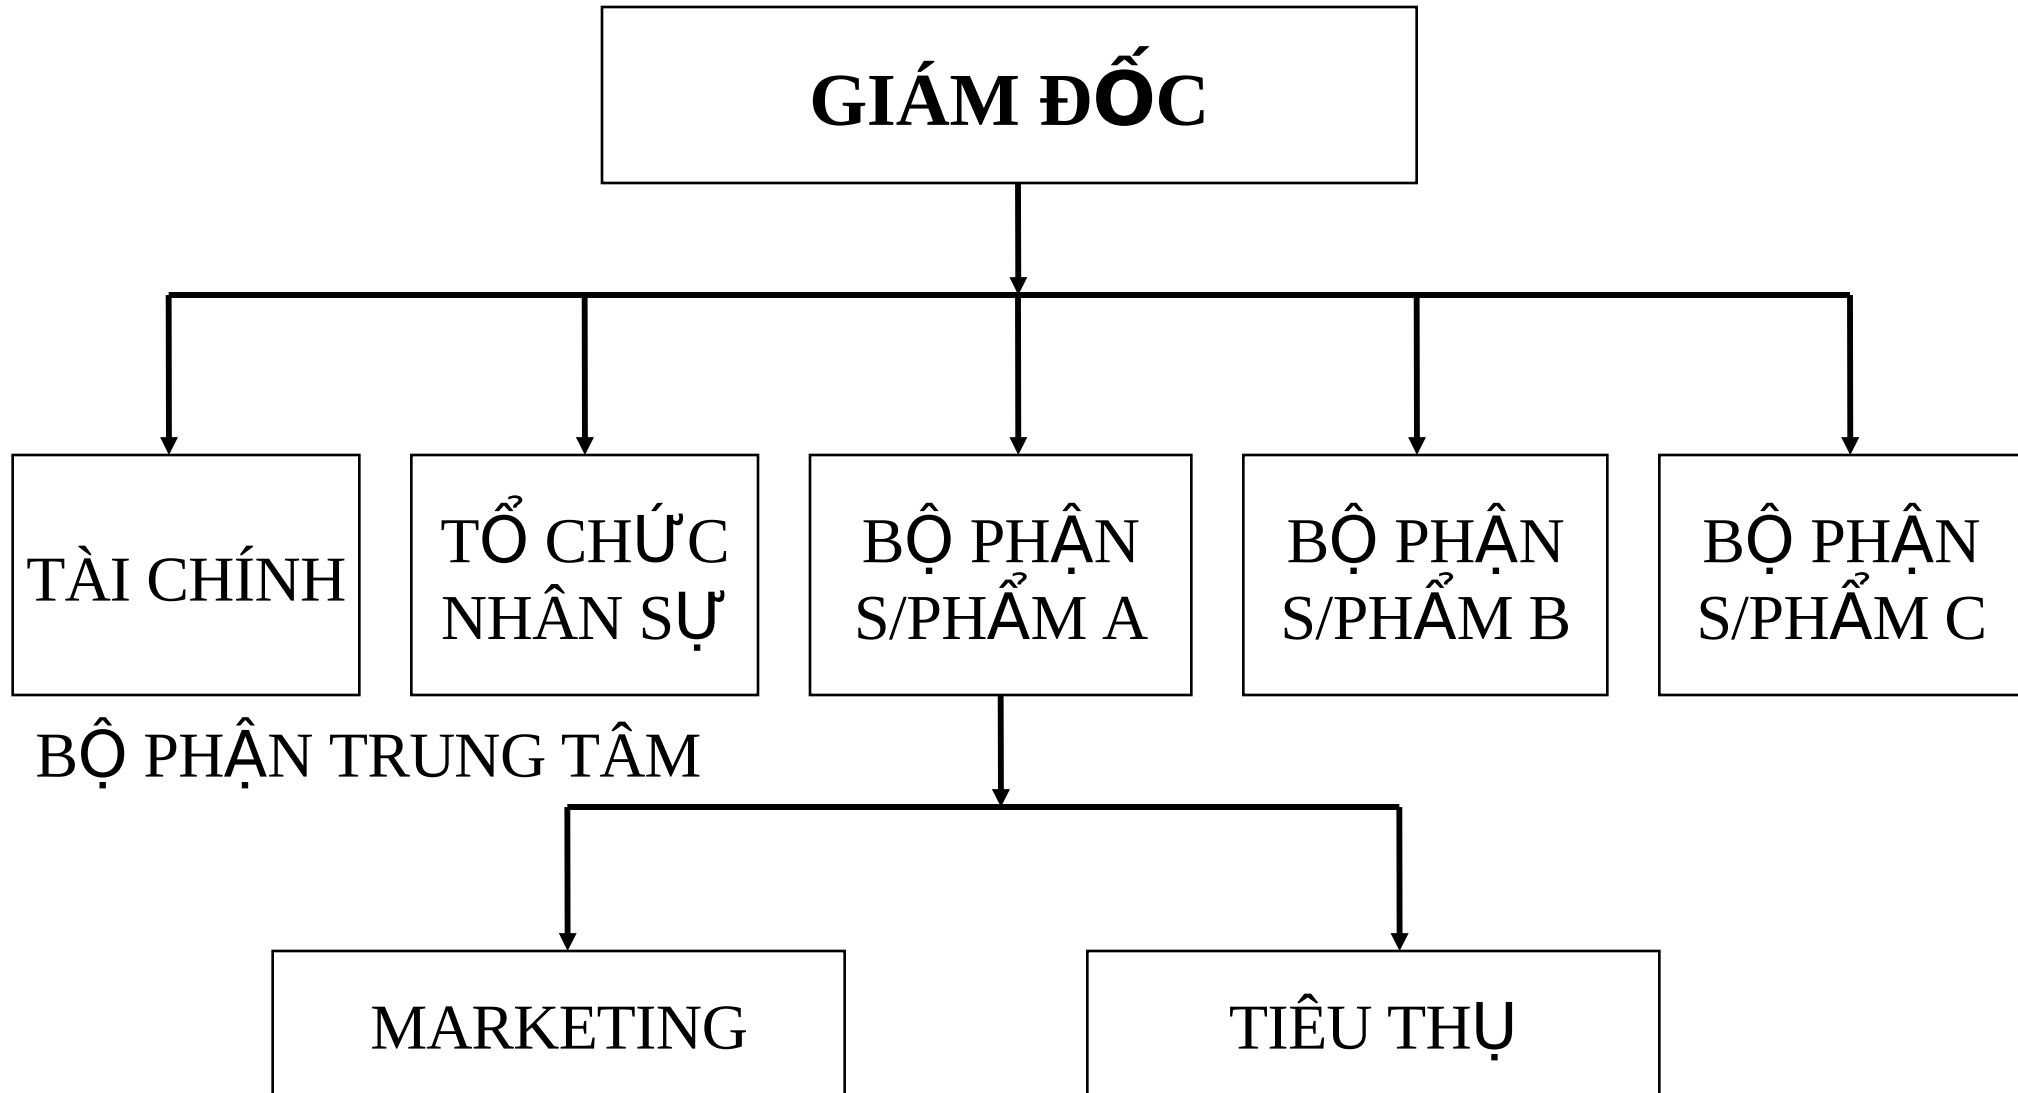 GIÁM ĐỐC
TÀI CHÍNH
TỔ CHỨC
NHÂN SỰ
BỘ PHẬN
S/PHẨM A
BỘ PHẬN
S/PHẨM B
BỘ PHẬN
S/PHẨM C
BỘ PHẬN TRUNG TÂM
MARKETING
TIÊU THỤ